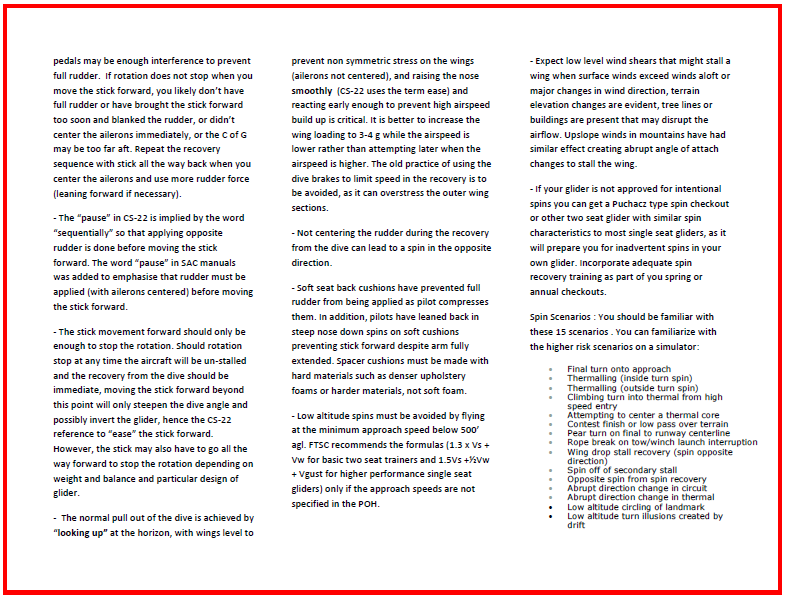 pedals may be enough interference to prevent
full rudder.  If rotation does not stop when you
move the stick forward, you likely don't have
full rudder or have brought the stick forward
too soon and blanked the rudder, or didn't
center the ailerons immediately, or the C of G
may be too far aft. Repeat the recovery
sequence with stick all the way back when you
center the ailerons and use more rudder force
(leaning forward if necessary).
- The "pause" in CS-22 is implied by the word
"sequentially" so that applying opposite
rudder is done before moving the stick
forward. The word "pause" in SAC manuals
was added to emphasise that rudder must be
applied (with ailerons centered) before moving
the stick forward.
- The stick movement forward should only be
enough to stop the rotation. Should rotation
stop at any time the aircraft will be un-stalled
and the recovery from the dive should be
immediate, moving the stick forward beyond
this point will only steepen the dive angle and
possibly invert the glider, hence the CS-22
reference to "ease" the stick forward.
However, the stick may also have to go all the
way forward to stop the rotation depending on
weight and balance and particular design of
glider.
-  The normal pull out of the dive is achieved by
"looking up" at the horizon, with wings level to
prevent non symmetric stress on the wings
(ailerons not centered), and raising the nose
smoothly  (CS-22 uses the term ease) and
reacting early enough to prevent high airspeed
build up is critical. It is better to increase the
wing loading to 3-4 g while the airspeed is
lower rather than attempting later when the
airspeed is higher. The old practice of using the
dive brakes to limit speed in the recovery is to
be avoided, as it can overstress the outer wing
sections.
- Not centering the rudder during the recovery
from the dive can lead to a spin in the opposite
direction.
- Soft seat back cushions have prevented full
rudder from being applied as pilot compresses
them. In addition, pilots have leaned back in
steep nose down spins on soft cushions
preventing stick forward despite arm fully
extended. Spacer cushions must be made with
hard materials such as denser upholstery
foams or harder materials, not soft foam.
- Low altitude spins must be avoided by flying
at the minimum approach speed below 500'
agl. FTSC recommends the formulas (1.3 x Vs +
Vw for basic two seat trainers and 1.5Vs +½Vw
+ Vgust for higher performance single seat
gliders) only if the approach speeds are not
specified in the POH.
- Expect low level wind shears that might stall a
wing when surface winds exceed winds aloft or
major changes in wind direction, terrain
elevation changes are evident, tree lines or
buildings are present that may disrupt the
airflow. Upslope winds in mountains have had
similar effect creating abrupt angle of attach
changes to stall the wing.
- If your glider is not approved for intentional
spins you can get a Puchacz type spin checkout
or other two seat glider with similar spin
characteristics to most single seat gliders, as it
will prepare you for inadvertent spins in your
own glider. Incorporate adequate spin
recovery training as part of you spring or
annual checkouts.
Spin Scenarios : You should be familiar with
these 15 scenarios . You can familiarize with
the higher risk scenarios on a simulator:
• Final turn onto approach
• Thermalling (inside turn spin)
• Thermalling (outside turn spin)
• Climbing turn into thermal from high
speed entry
• Attempting to center a thermal core
• Contest finish or low pass over terrain
• Pear turn on final to runway centerline
• Rope break on tow/winch launch interruption
• Wing drop stall recovery (spin opposite
direction)
• Spin off of secondary stall
• Opposite spin from spin recovery
• Abrupt direction change in circuit
• Abrupt direction change in thermal
• Low altitude circling of landmark
• Low altitude turn illusions created by
drift